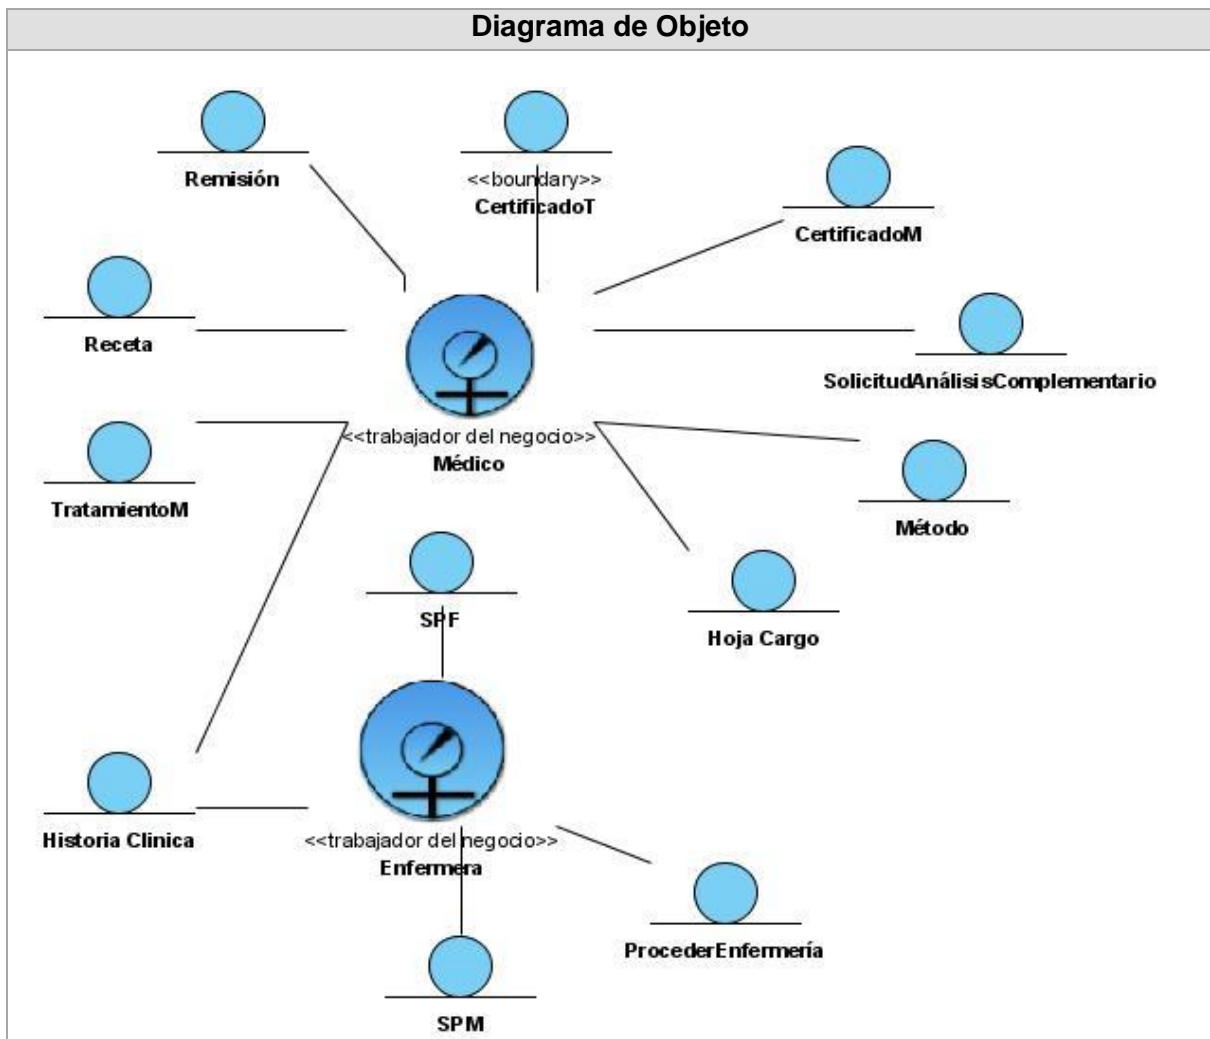 Diagrama de Objeto
Remisión
<<boundary>>
CertificadoT
CertificadoM
Receta
SolicitudAnálisisComplementario
<<trabajador del negocio>>
Médico
TratamientoM
Método
SPF
Hoja Cargo
Historia Clinica
<<trabajador del negocio>>
Enfermera
ProcederEnfermería
SPM